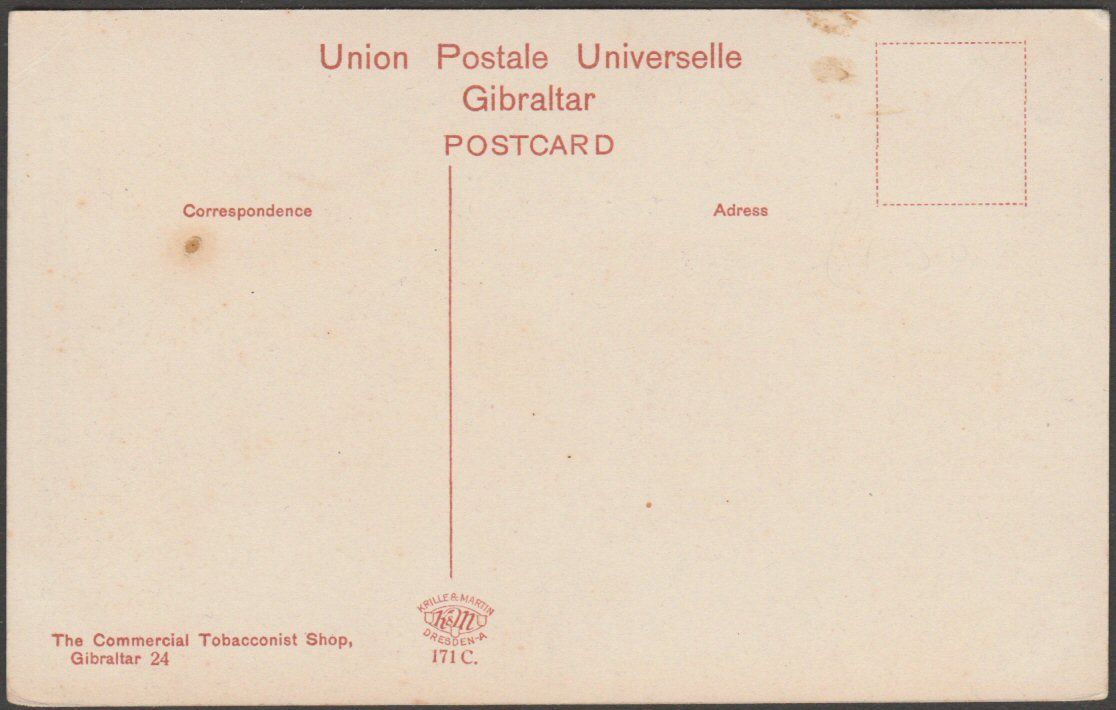 Union Postale Universelle
Gibraltar
POSTCARD
Correspondence
Adress
KRILLE & MARTIN
K&M
DRESDEN-A
171 C.
The Commercial Tobacconist Shop,
Gibraltar 24